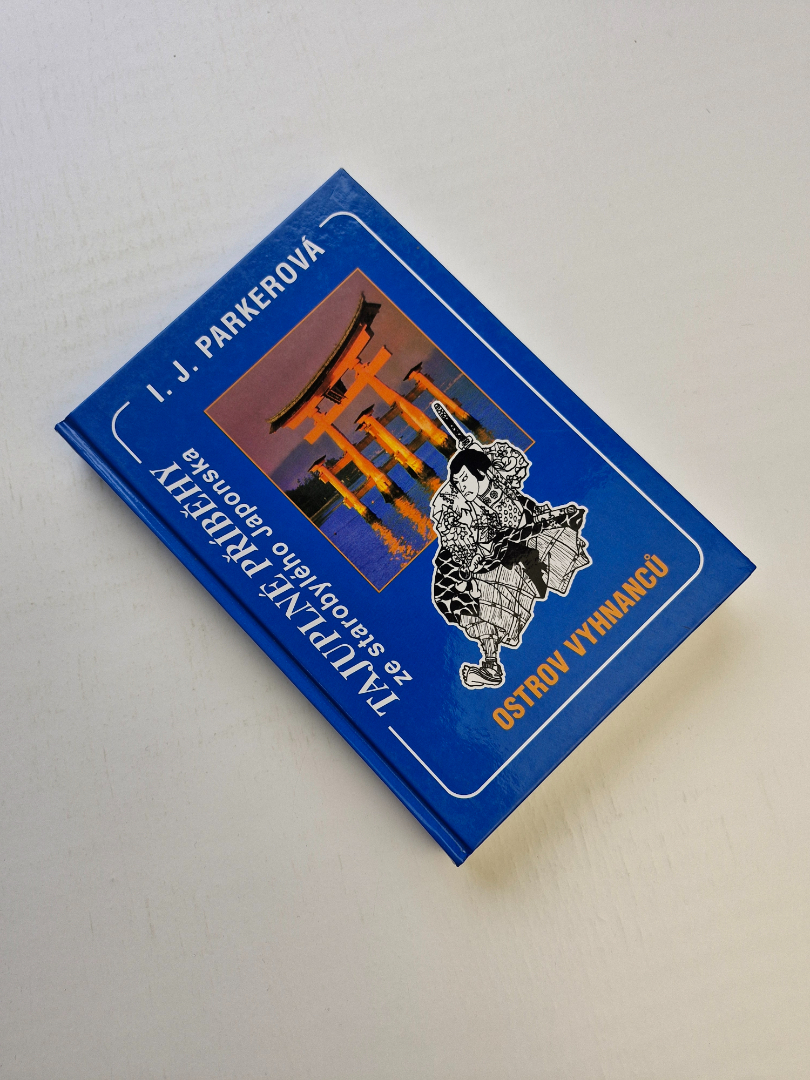 I. J. PARKEROVÁ
TAJUPLNÉ PŘÍBĚHY
ze starobylého Japonska
OSTROV VYHNANCŮ